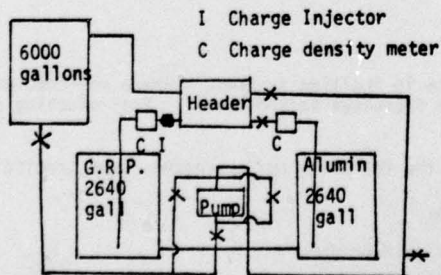 I Charge Injector
C Charge density meter
6000
gallons
Header
C I
C
G.R.P.
2640
gall
Pump
Alumin
2640
gall